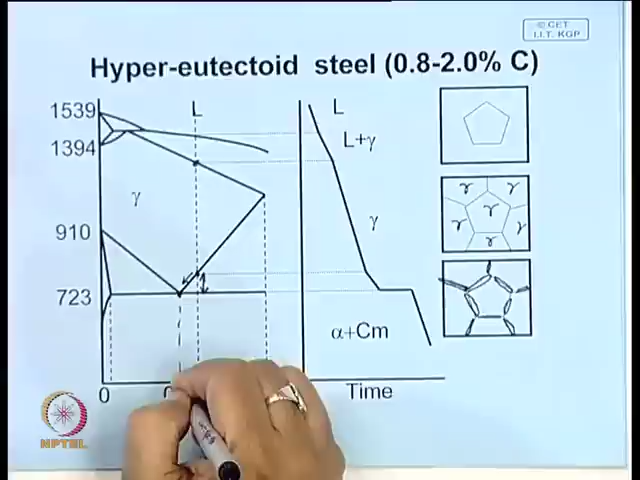 © CET
I.I.T. KGP
Hyper-eutectoid steel (0.8-2.0% C)
1539
L
L
1394
L+γ
γ
γ
γ
γ
γ
γ
γ
γ
910
γ
723
α+Cm
0
Time
NPTEL